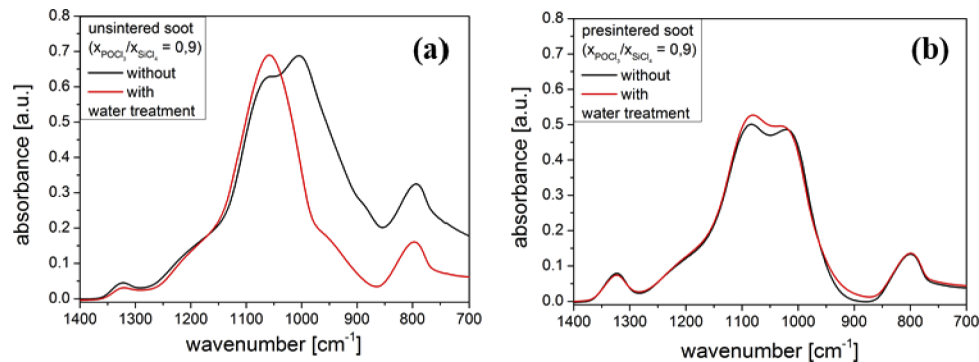 unsintered soot
(xPOCl3/xSiCl4 = 0,9)
without
with
water treatment
(a)
0.8
0.7
0.6
0.5
0.4
0.3
0.2
0.1
0.0
absorbance [a.u.]
1400 1300 1200 1100 1000 900 800 700
wavenumber [cm-1]
presintered soot
(xPOCl3/xSiCl4 = 0,9)
without
with
water treatment
(b)
0.8
0.7
0.6
0.5
0.4
0.3
0.2
0.1
0.0
absorbance [a.u.]
1400 1300 1200 1100 1000 900 800 700
wavenumber [cm-1]